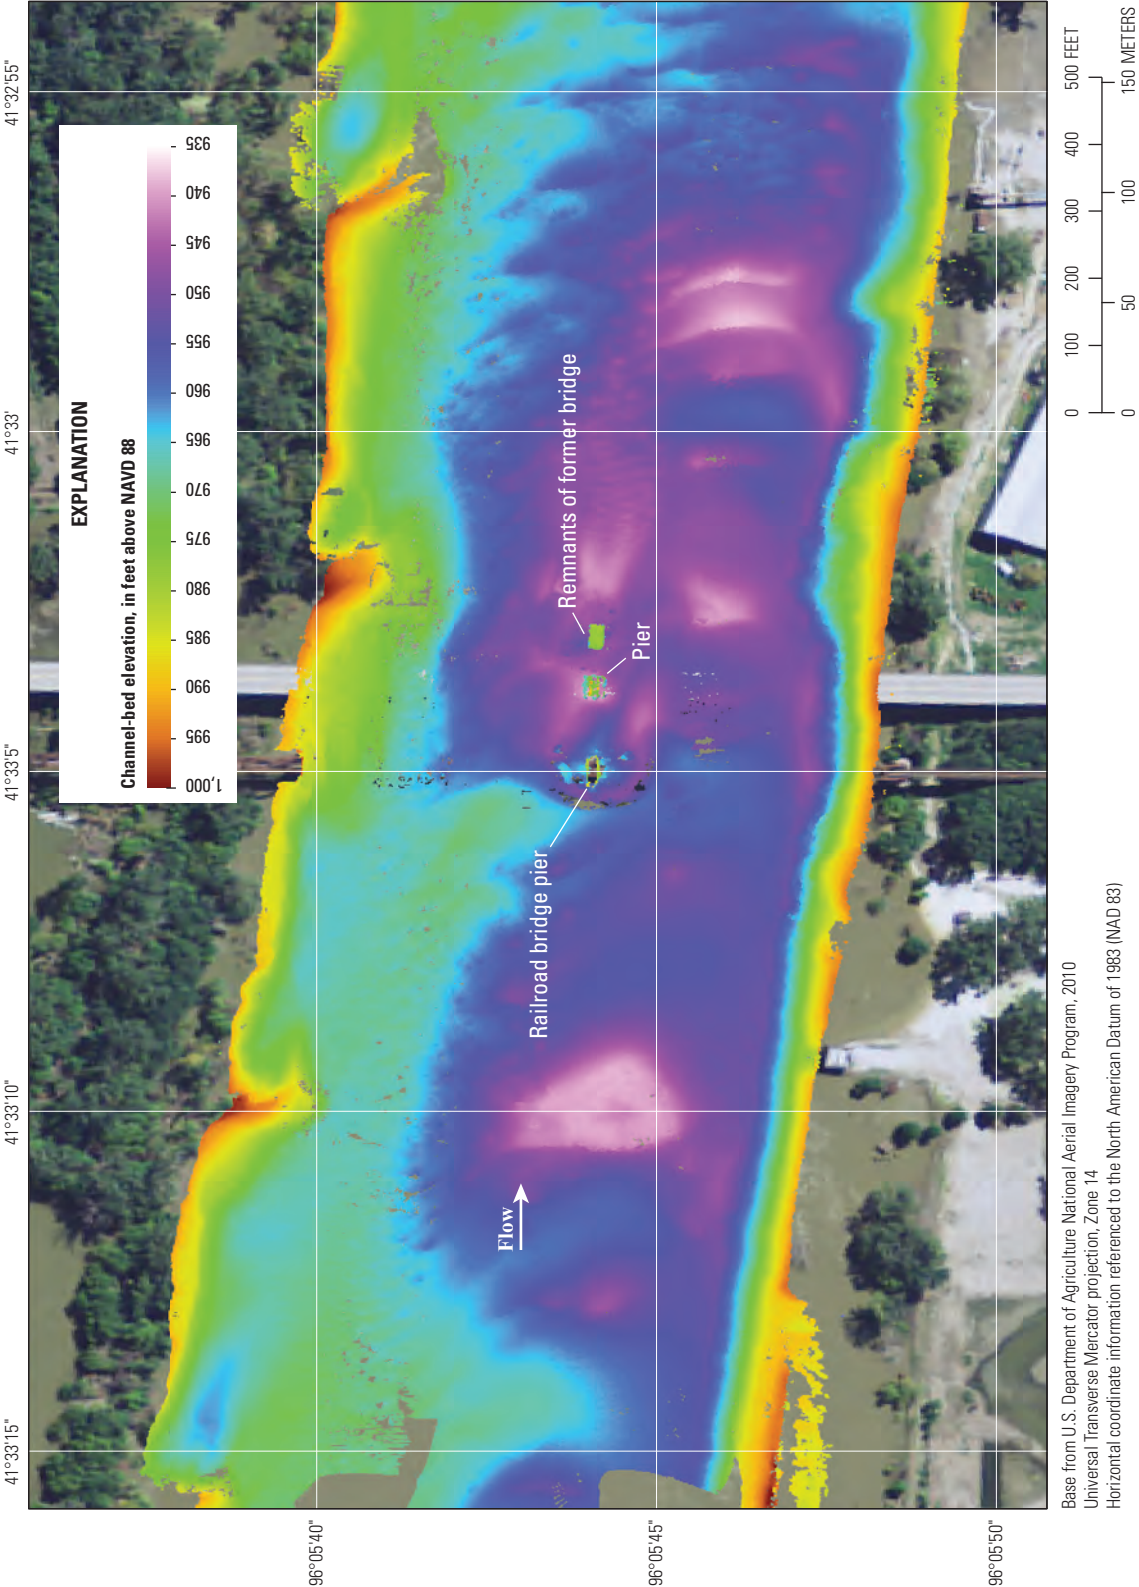 41°33'15"
41°33'10"
41°33'5"
41°33'
41°32'55"
96°05'40"
96°05'45"
96°05'50"
EXPLANATION
Channel-bed elevation, in feet above NAVD 88
1,000 995 990 985 980 975 970 965 960 955 950 945 940 935
Flow
Railroad bridge pier
Pier
Remnants of former bridge
Base from U.S. Department of Agriculture National Aerial Imagery Program, 2010
Universal Transverse Mercator projection, Zone 14
Horizontal coordinate information referenced to the North American Datum of 1983 (NAD 83)
0 100 200 300 400 500 FEET
0 50 100 150 METERS